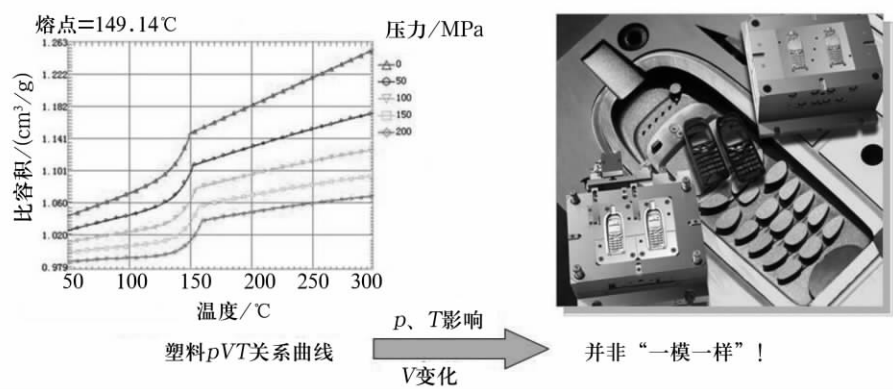 熔点=149.14℃
压力/MPa
1.263
1.222
1.182
1.141
1.101
1.060
1.020
0.979
比容积/(cm³/g)
0
50
100
150
200
50 100 150 200 250 300
温度/℃
塑料pVT关系曲线
p、T影响
V变化
并非“一模一样”!